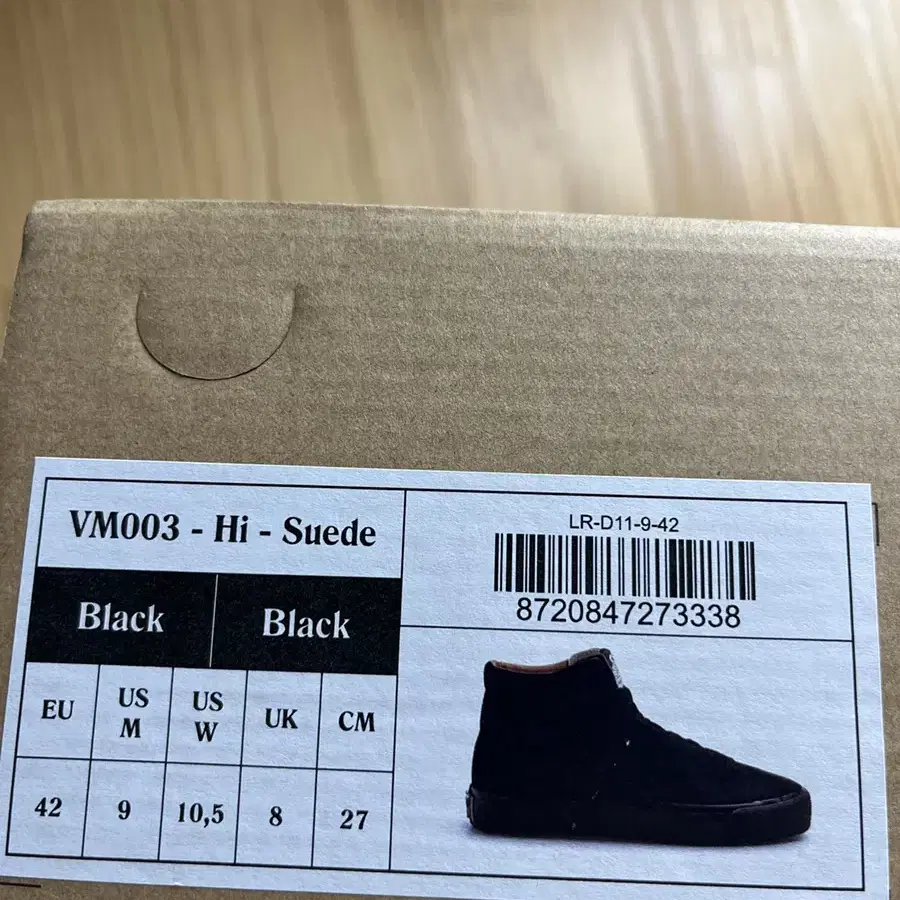 VM003 - Hi - Suede
Black Black
EU US M US W UK CM
42 9 10,5 8 27
LR-D11-9-42
8720847273338